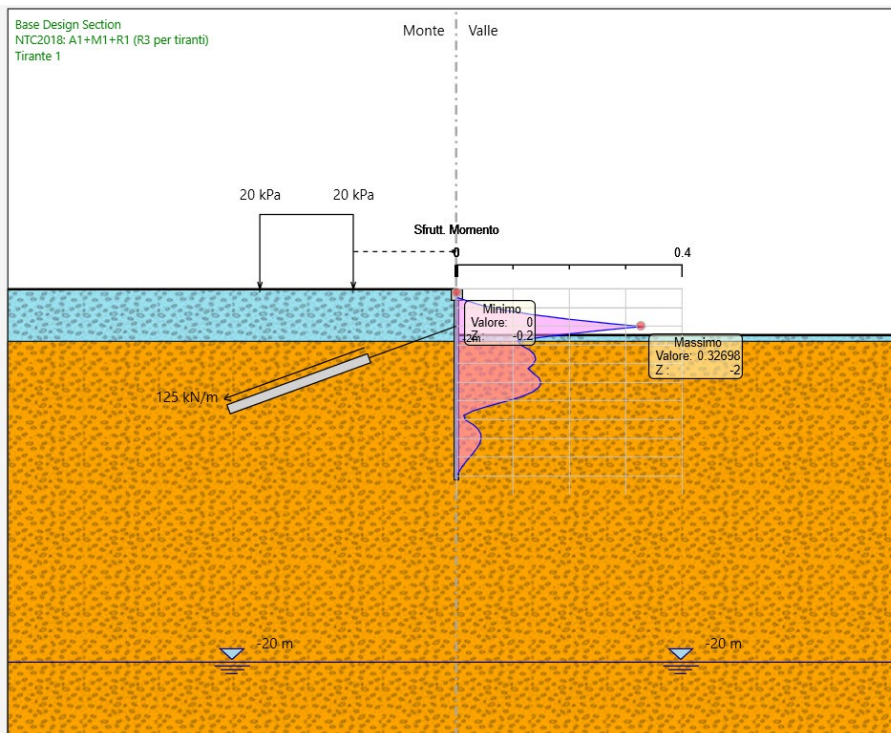 Base Design Section
NTC2018: A1+M1+R1 (R3 per tiranti)
Tirante 1
Monte
Valle
20 kPa
20 kPa
Sfrutt. Momento
0
0.4
Minimo
Valore: 0
Z : -0.2
-2m
Massimo
Valore: 0.32698
Z : -2
125 kN/m
-20 m
-20 m